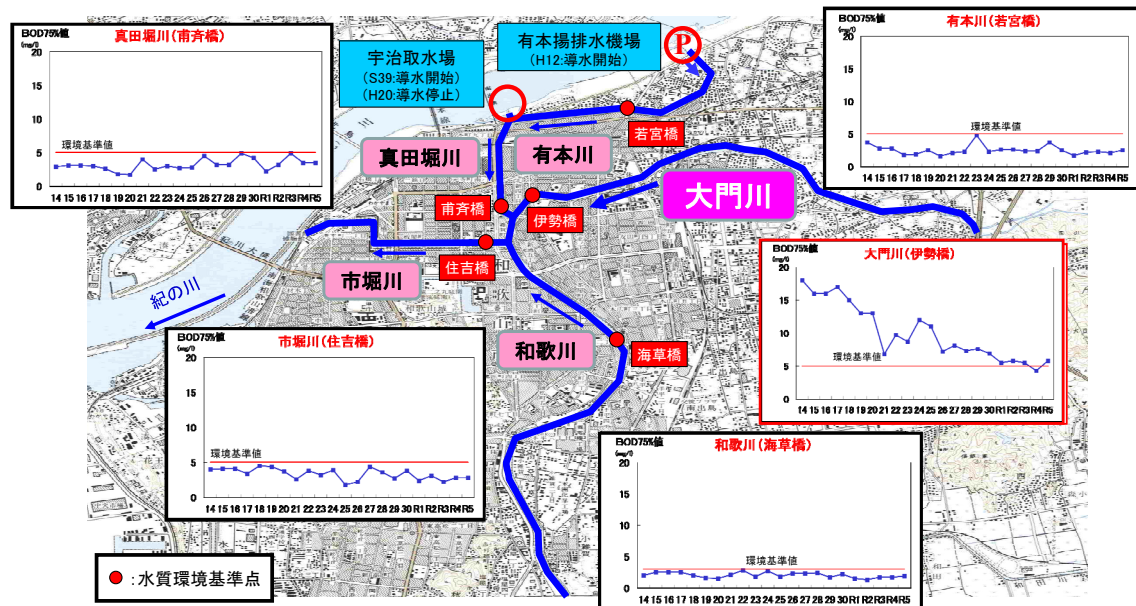 BOD75%値
(mg/l)
真田堀川(甫斉橋)
20
15
10
5
0
環境基準値
14 15 16 17 18 19 20 21 22 23 24 25 26 27 28 29 30 R1 R2 R3 R4 R5
宇治取水場
(S39:導水開始)
(H20:導水停止)
有本揚排水機場
(H12:導水開始)
P
BOD75%値
(mg/l)
有本川(若宮橋)
20
15
10
5
0
環境基準値
14 15 16 17 18 19 20 21 22 23 24 25 26 27 28 29 30 R1 R2 R3 R4 R5
若宮橋
真田堀川
有本川
大門川
甫斉橋
伊勢橋
住吉橋
市堀川
紀の川
和歌川
海草橋
BOD75%値
(mg/l)
大門川(伊勢橋)
20
15
10
5
0
環境基準値
14 15 16 17 18 19 20 21 22 23 24 25 26 27 28 29 30 R1 R2 R3 R4 R5
BOD75%値
(mg/l)
市堀川(住吉橋)
20
15
10
5
0
環境基準値
14 15 16 17 18 19 20 21 22 23 24 25 26 27 28 29 30 R1 R2 R3 R4 R5
BOD75%値
(mg/l)
和歌川(海草橋)
20
15
10
5
0
環境基準値
14 15 16 17 18 19 20 21 22 23 24 25 26 27 28 29 30 R1 R2 R3 R4 R5
:水質環境基準点